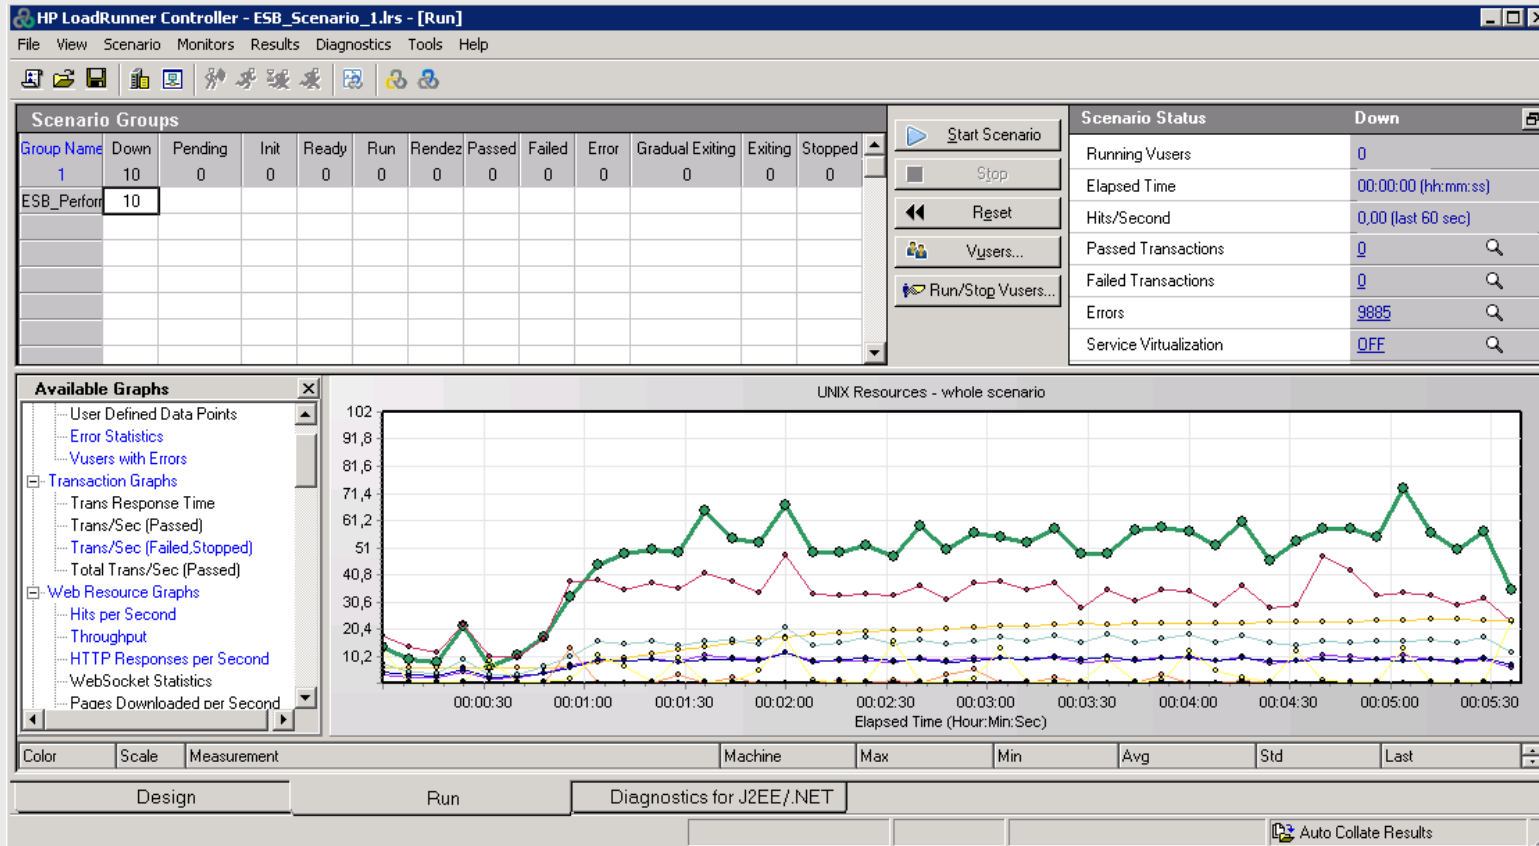 HP LoadRunner Controller - ESB_Scenario_1.lrs - [Run]
File View Scenario Monitors Results Diagnostics Tools Help
Scenario Groups
Group Name Down Pending Init Ready Run Rendez Passed Failed Error Gradual Exiting Exiting Stopped
1 10 0 0 0 0 0 0 0 0 0 0 0
ESB_Perforr 10
Start Scenario
Stop
Reset
Vusers...
Run/Stop Vusers...
Scenario Status Down
Running Vusers 0
Elapsed Time 00:00:00 (hh:mm:ss)
Hits/Second 0,00 (last 60 sec)
Passed Transactions 0
Failed Transactions 0
Errors 9885
Service Virtualization OFF
Available Graphs
User Defined Data Points
Error Statistics
Vusers with Errors
Transaction Graphs
Trans Response Time
Trans/Sec (Passed)
Trans/Sec (Failed,Stopped)
Total Trans/Sec (Passed)
Web Resource Graphs
Hits per Second
Throughput
HTTP Responses per Second
WebSocket Statistics
Pages Downloaded per Second
UNIX Resources - whole scenario
102
91,8
81,6
71,4
61,2
51
40,8
30,6
20,4
10,2
00:00:30 00:01:00 00:01:30 00:02:00 00:02:30 00:03:00 00:03:30 00:04:00 00:04:30 00:05:00 00:05:30
Elapsed Time (Hour:Min:Sec)
Color Scale Measurement Machine Max Min Avg Std Last
Design Run Diagnostics for J2EE/.NET
Auto Collate Results